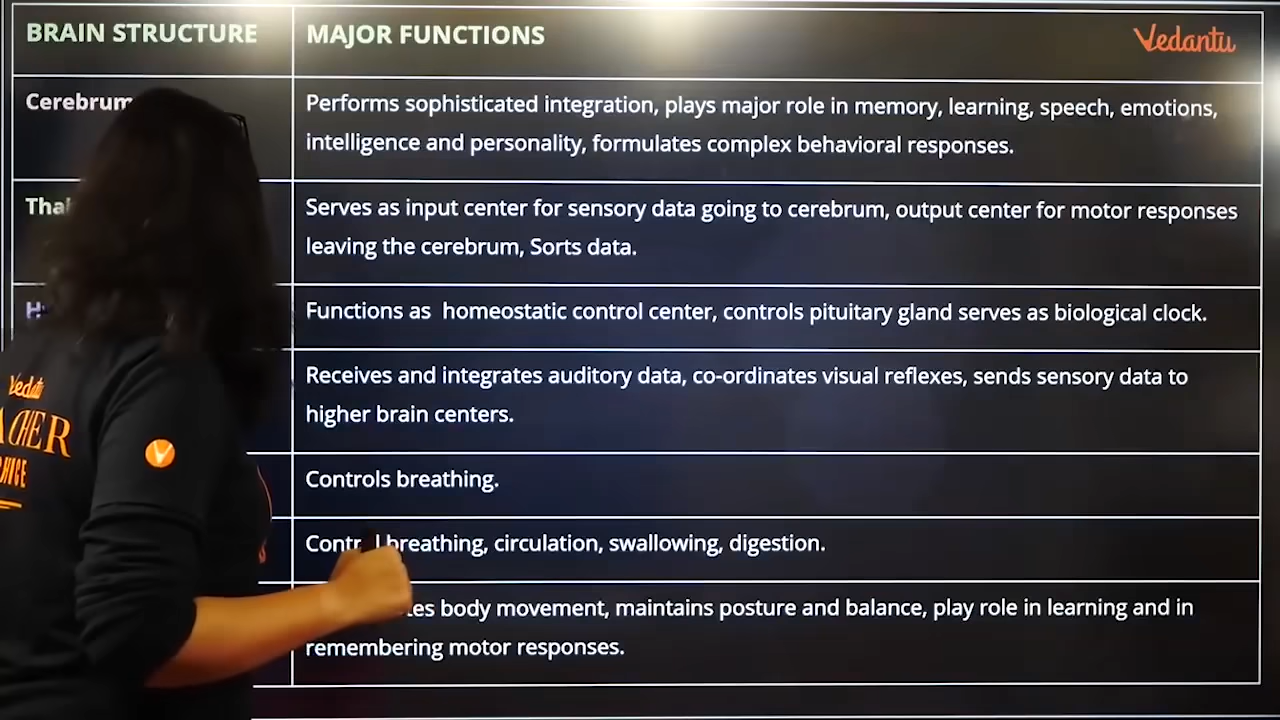 BRAIN STRUCTURE
MAJOR FUNCTIONS
Vedantu
Cerebrum
Performs sophisticated integration, plays major role in memory, learning, speech, emotions,
intelligence and personality, formulates complex behavioral responses.
Serves as input center for sensory data going to cerebrum, output center for motor responses
leaving the cerebrum, Sorts data.
Functions as homeostatic control center, controls pituitary gland serves as biological clock.
Receives and integrates auditory data, co-ordinates visual reflexes, sends sensory data to
higher brain centers.
Controls breathing.
breathing, circulation, swallowing, digestion.
body movement, maintains posture and balance, play role in learning and in
remembering motor responses.
Vedantu